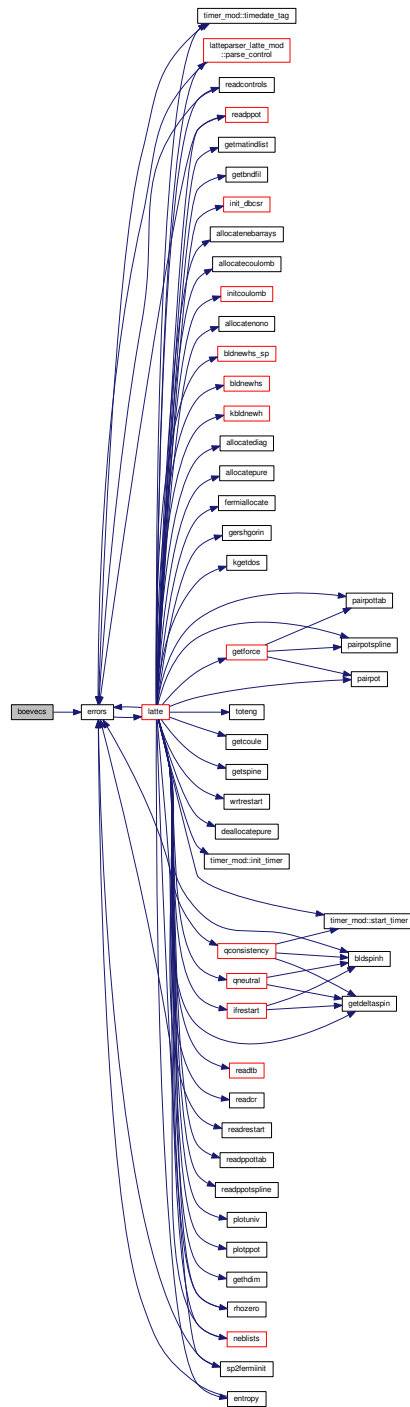 timer_mod::timedate_tag
latteparser_latte_mod
::parse_control
readcontrols
readppot
getmatindlist
getbndfil
init_dbcsr
allocatenebarrays
allocatecoulomb
initcoulomb
allocatenono
bldnewhs_sp
bldnewhs
kbldnewh
allocatediag
allocatepure
fermiallocate
gershgorin
kgetdos
pairpottab
pairpotspline
getforce
pairpot
boevecs
errors
latte
toteng
getcoule
getspine
wrtrestart
deallocatepure
timer_mod::init_timer
timer_mod::start_timer
qconsistency
bldspinh
qneutral
getdeltaspin
ifrestart
readtb
readcr
readrestart
readppottab
readppotspline
plotuniv
plotppot
gethdim
rhozero
neblists
sp2fermiinit
entropy